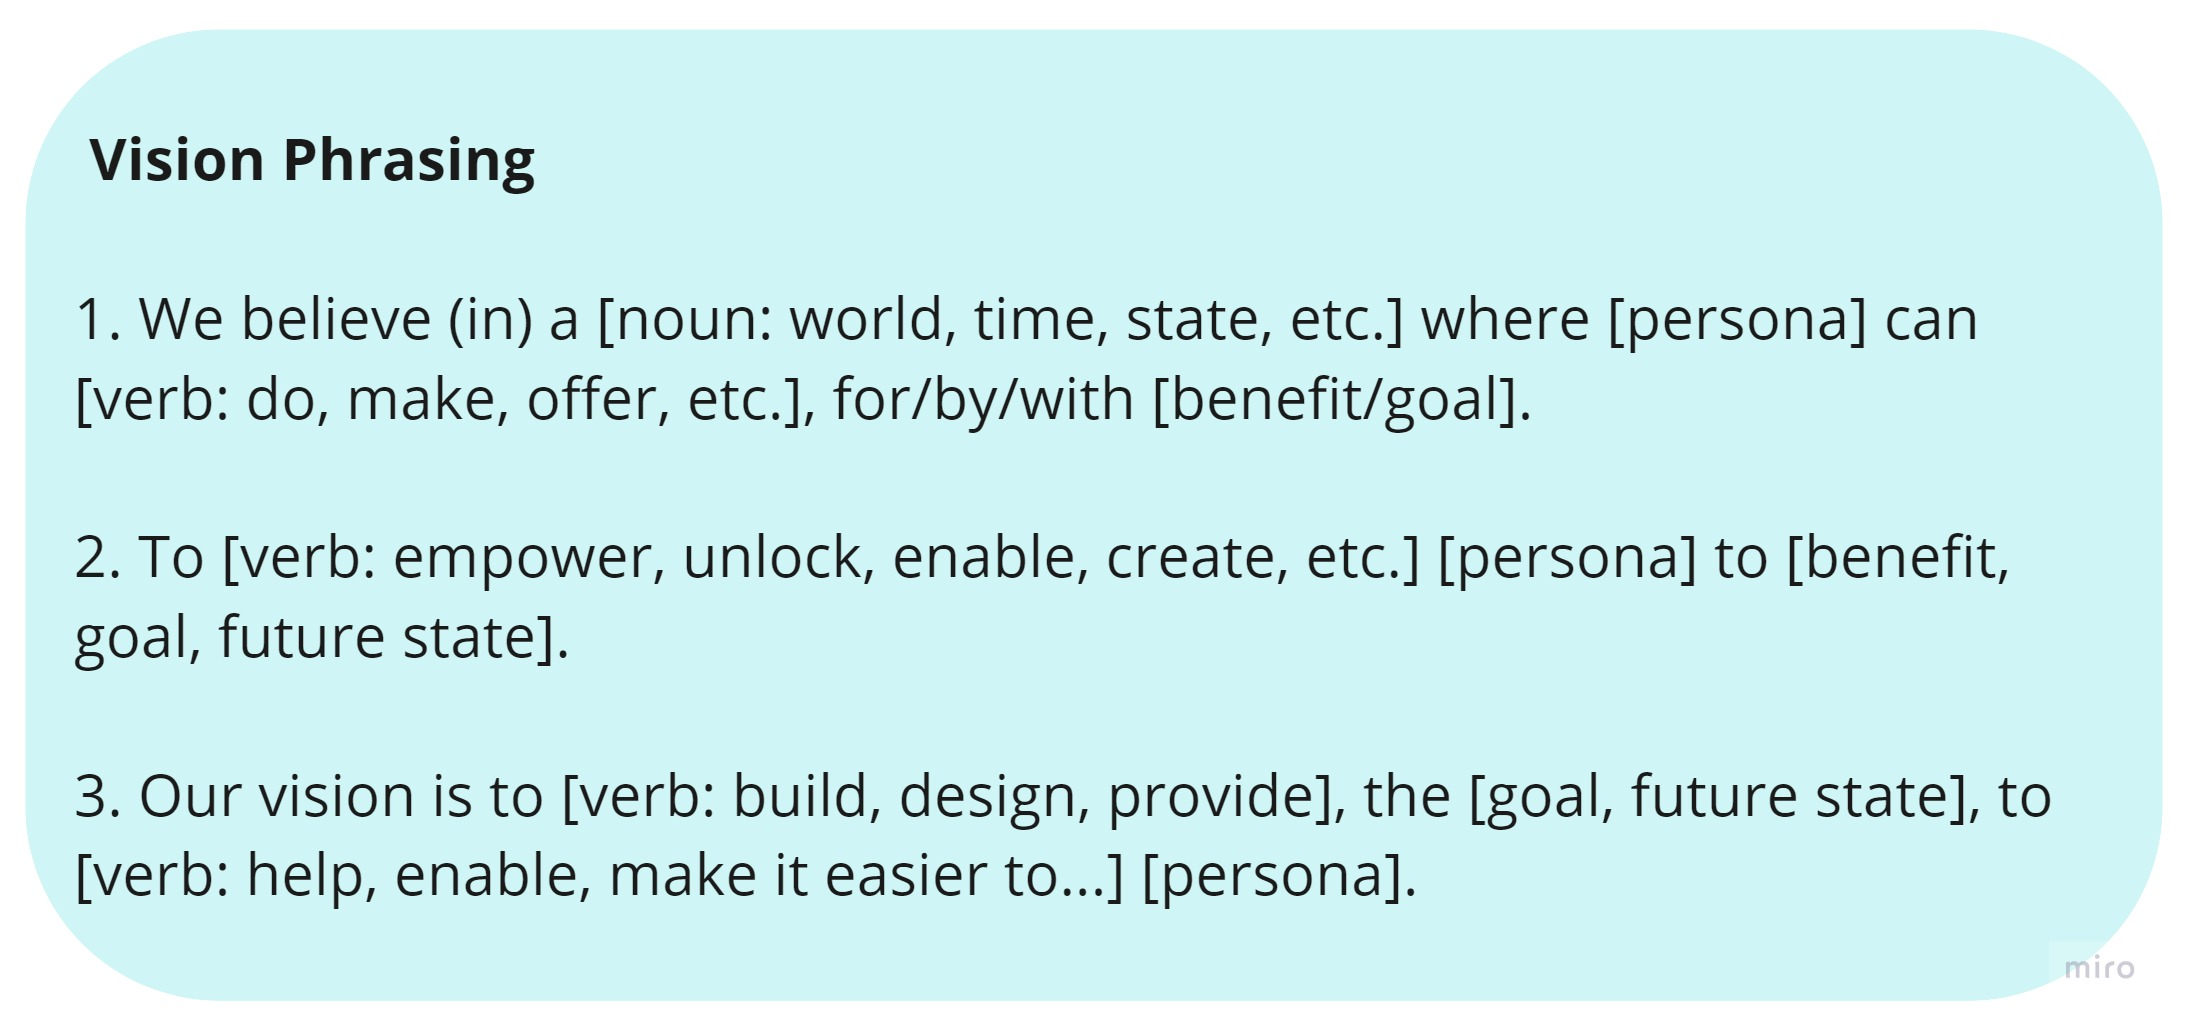 Vision Phrasing
1. We believe (in) a [noun: world, time, state, etc.] where [persona] can
[verb: do, make, offer, etc.], for/by/with [benefit/goal].
2. To [verb: empower, unlock, enable, create, etc.] [persona] to [benefit,
goal, future state].
3. Our vision is to [verb: build, design, provide], the [goal, future state], to
[verb: help, enable, make it easier to...] [persona].
miro